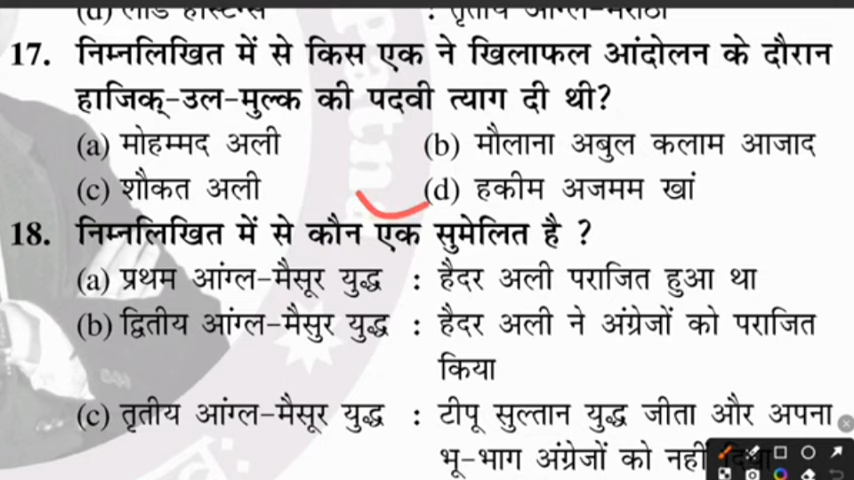 (d) लॉर्ड हेस्टिंग्स : तृतीय आंग्ल-मराठा
17. निम्नलिखित में से किस एक ने खिलाफल आंदोलन के दौरान
हाजिक्-उल-मुल्क की पदवी त्याग दी थी?
(a) मोहम्मद अली (b) मौलाना अबुल कलाम आजाद
(c) शौकत अली (d) हकीम अजमम खां
18. निम्नलिखित में से कौन एक सुमेलित है ?
(a) प्रथम आंग्ल-मैसूर युद्ध : हैदर अली पराजित हुआ था
(b) द्वितीय आंग्ल-मैसुर युद्ध : हैदर अली ने अंग्रेजों को पराजित
किया
(c) तृतीय आंग्ल-मैसूर युद्ध : टीपू सुल्तान युद्ध जीता और अपना
भू-भाग अंग्रेजों को नहीं दिया